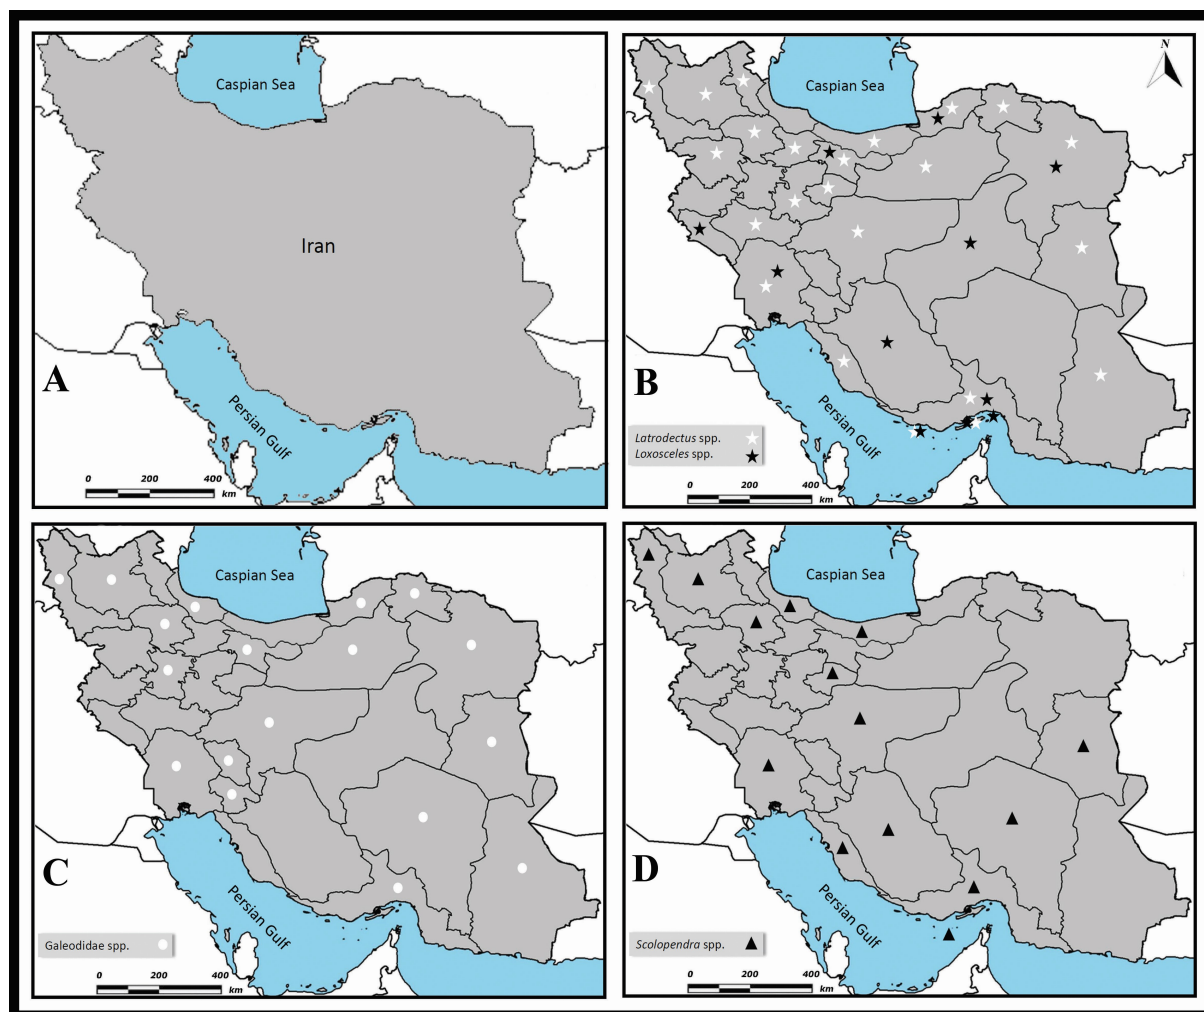 Caspian Sea
Iran
A
Persian Gulf
0 200 400
km
N
Caspian Sea
B
Persian Gulf
Latrodectus spp.
Loxosceles spp.
0 200 400
km
Caspian Sea
C
Persian Gulf
Galeodidae spp.
0 200 400
km
Caspian Sea
D
Persian Gulf
Scolopendra spp.
0 200 400
km